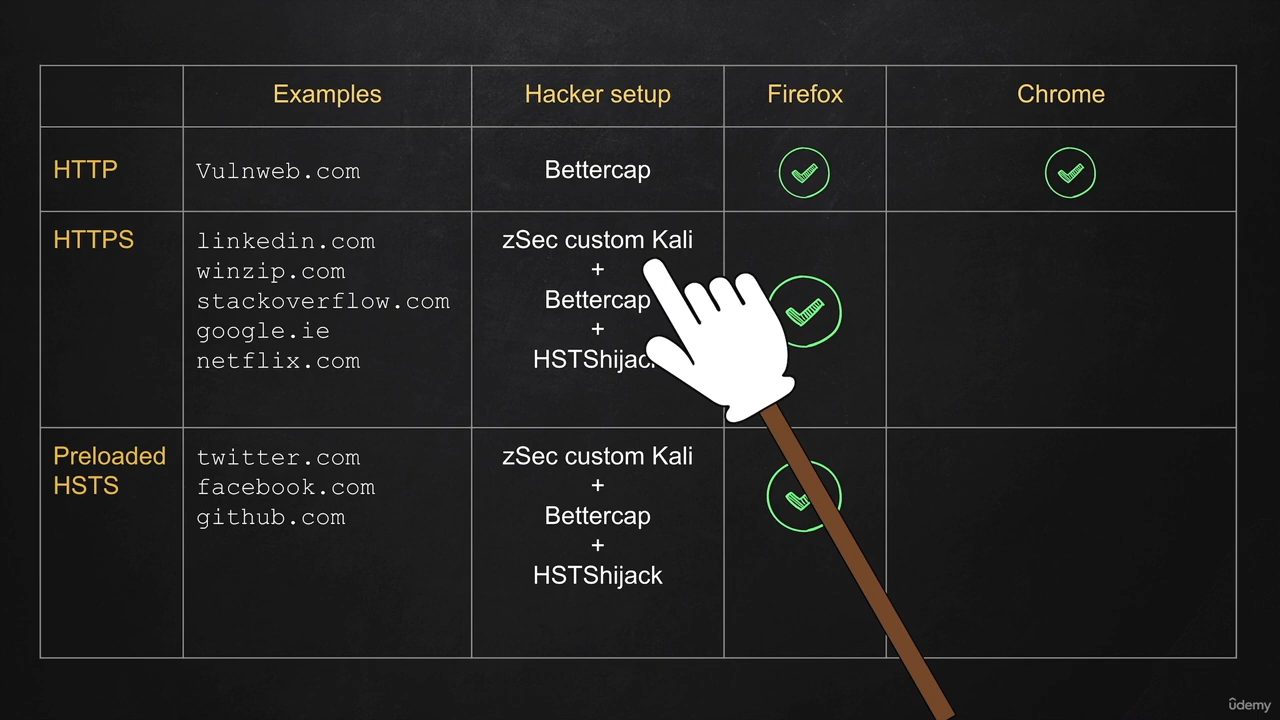 Examples
Hacker setup
Firefox
Chrome
HTTP
Vulnweb.com
Bettercap
HTTPS
linkedin.com
winzip.com
stackoverflow.com
google.ie
netflix.com
zSec custom Kali
+
Bettercap
+
Preloaded
HSTS
twitter.com
facebook.com
github.com
zSec custom Kali
+
Bettercap
+
HSTShijack
udemy